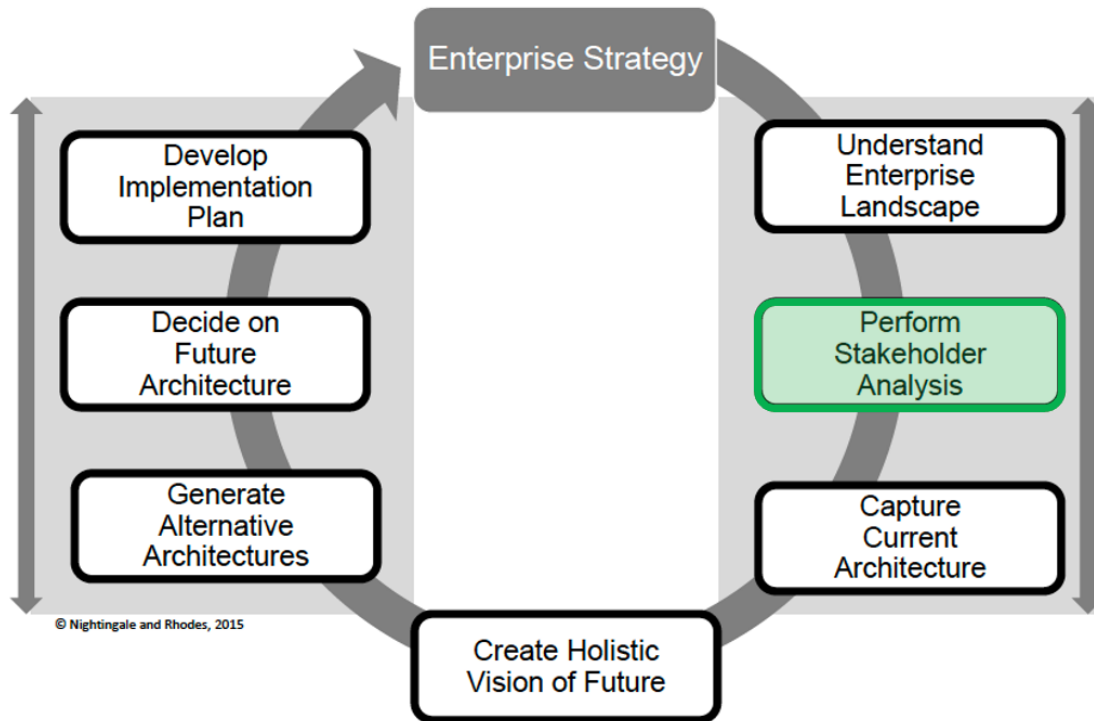 Enterprise Strategy
Develop
Implementation
Plan
Understand
Enterprise
Landscape
Decide on
Future
Architecture
Perform
Stakeholder
Analysis
Generate
Alternative
Architectures
Capture
Current
Architecture
© Nightingale and Rhodes, 2015
Create Holistic
Vision of Future